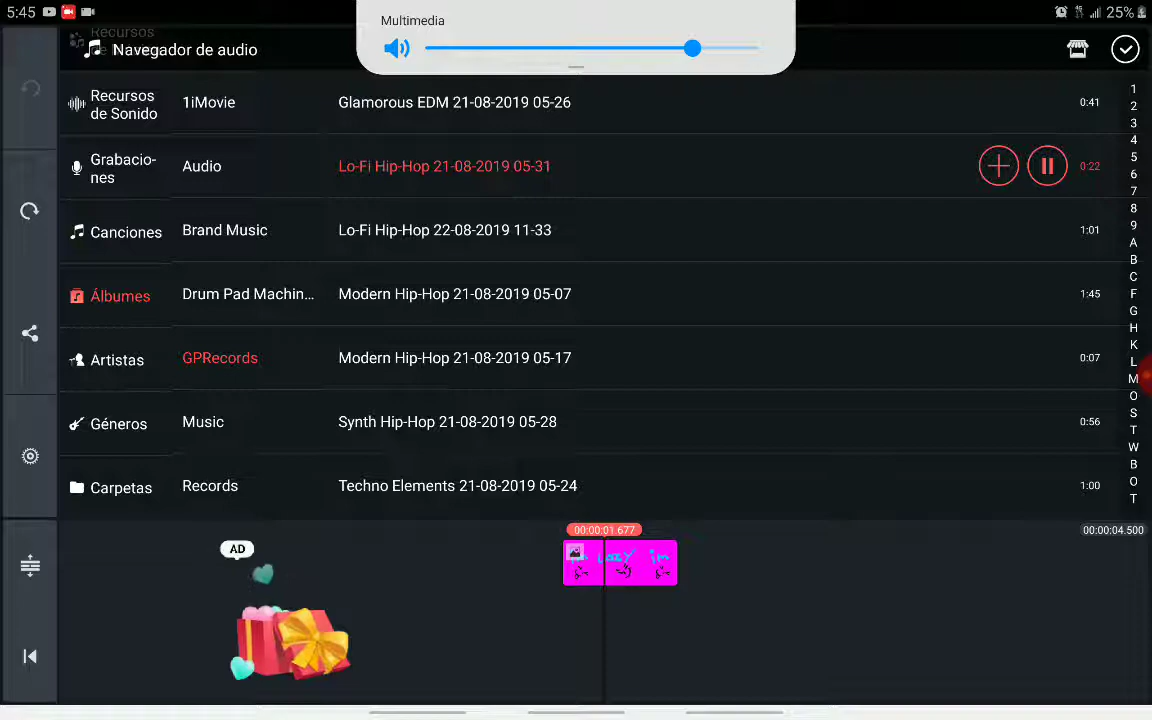 5:45
25%
Multimedia
Recursos
Navegador de audio
Recursos
de Sonido
Grabacio-
nes
Canciones
Álbumes
Artistas
Géneros
Carpetas
1iMovie
Audio
Brand Music
Drum Pad Machin...
GPRecords
Music
Records
Glamorous EDM 21-08-2019 05-26
0:41
Lo-Fi Hip-Hop 21-08-2019 05-31
0:22
Lo-Fi Hip-Hop 22-08-2019 11-33
1:01
Modern Hip-Hop 21-08-2019 05-07
1:45
Modern Hip-Hop 21-08-2019 05-17
0:07
Synth Hip-Hop 21-08-2019 05-28
0:56
Techno Elements 21-08-2019 05-24
1:00
1
2
3
4
5
6
7
8
9
A
B
C
F
G
H
K
L
M
O
S
T
W
B
O
T
00:00:01.677
00:00:04.500
AD
lazy im